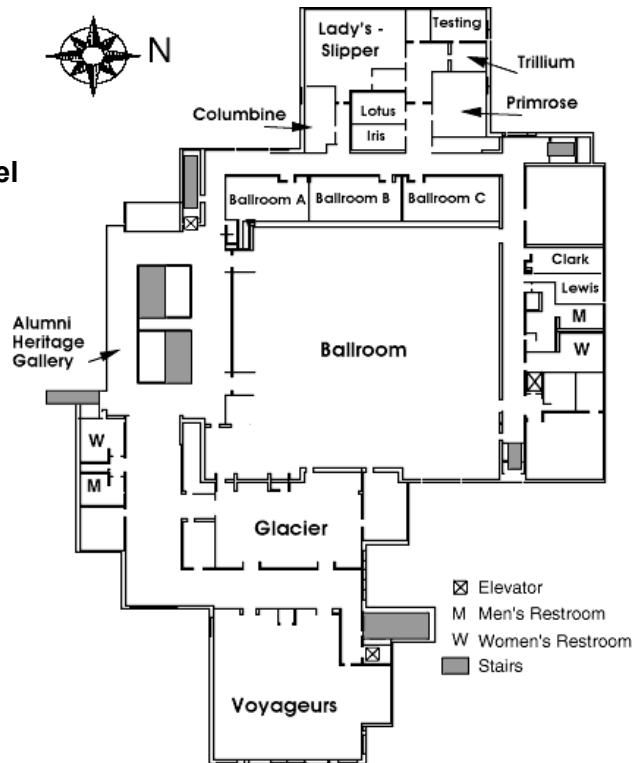 N
Lady's -
Slipper
Testing
Trillium
Primrose
Columbine
Lotus
Iris
el
Ballroom A
Ballroom B
Ballroom C
Clark
Lewis
M
W
Alumni
Heritage
Gallery
Ballroom
W
M
Glacier
Voyageurs
Elevator
M Men's Restroom
W Women's Restroom
Stairs